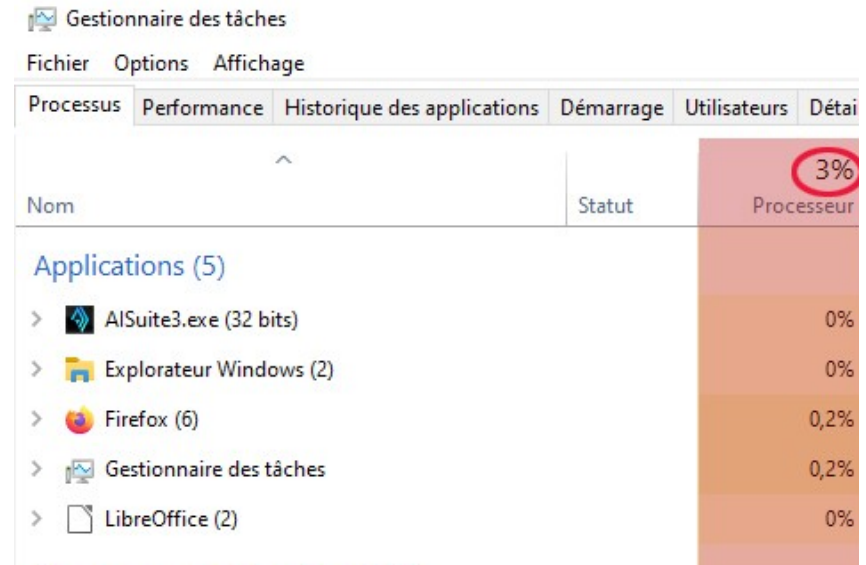 Gestionnaire des tâches
Fichier Options Affichage
Processus Performance Historique des applications Démarrage Utilisateurs Détai
3%
Nom Statut Processeur
Applications (5)
AISuite3.exe (32 bits) 0%
Explorateur Windows (2) 0%
Firefox (6) 0,2%
Gestionnaire des tâches 0,2%
LibreOffice (2) 0%